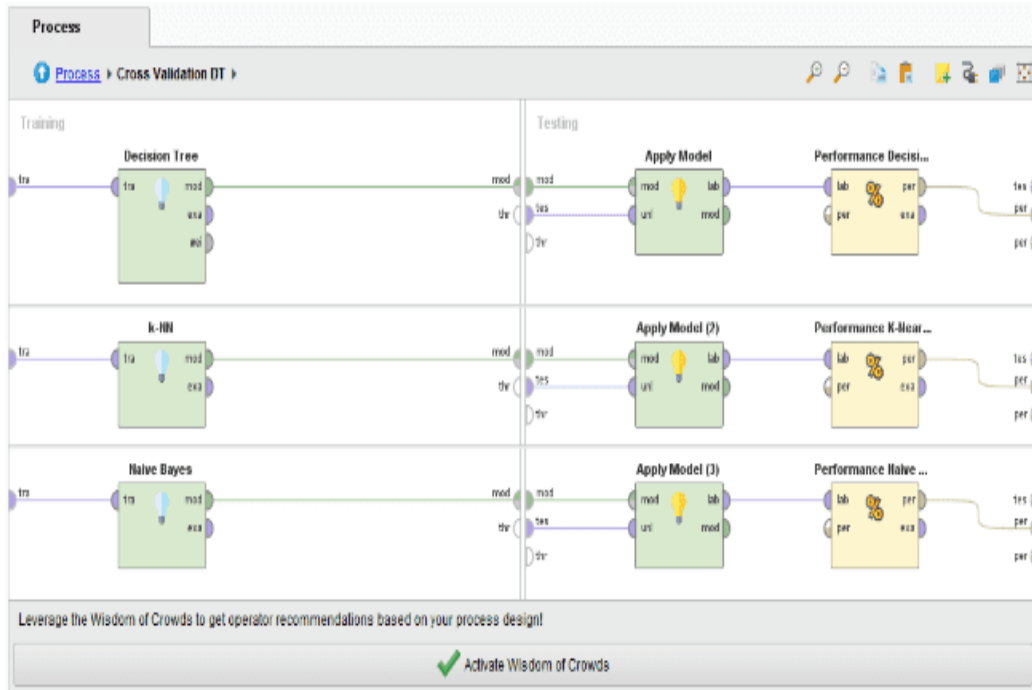 Process
Process ▸ Cross Validation DT ▸
Training
Testing
Decision Tree
Apply Model
Performance Decisi...
tra
tra mod
exa
wei
mod
thr
mod
tes
thr
mod lab
uni mod
lab per
per exa
tes
per
per
k-NN
Apply Model (2)
Performance K-Near...
tra
tra mod
exa
mod
thr
mod
tes
thr
mod lab
uni mod
lab per
per exa
tes
per
per
Naive Bayes
Apply Model (3)
Performance Naive ...
tra
tra mod
exa
mod
thr
mod
tes
thr
mod lab
uni mod
lab per
per exa
tes
per
per
Leverage the Wisdom of Crowds to get operator recommendations based on your process design!
Activate Wisdom of Crowds